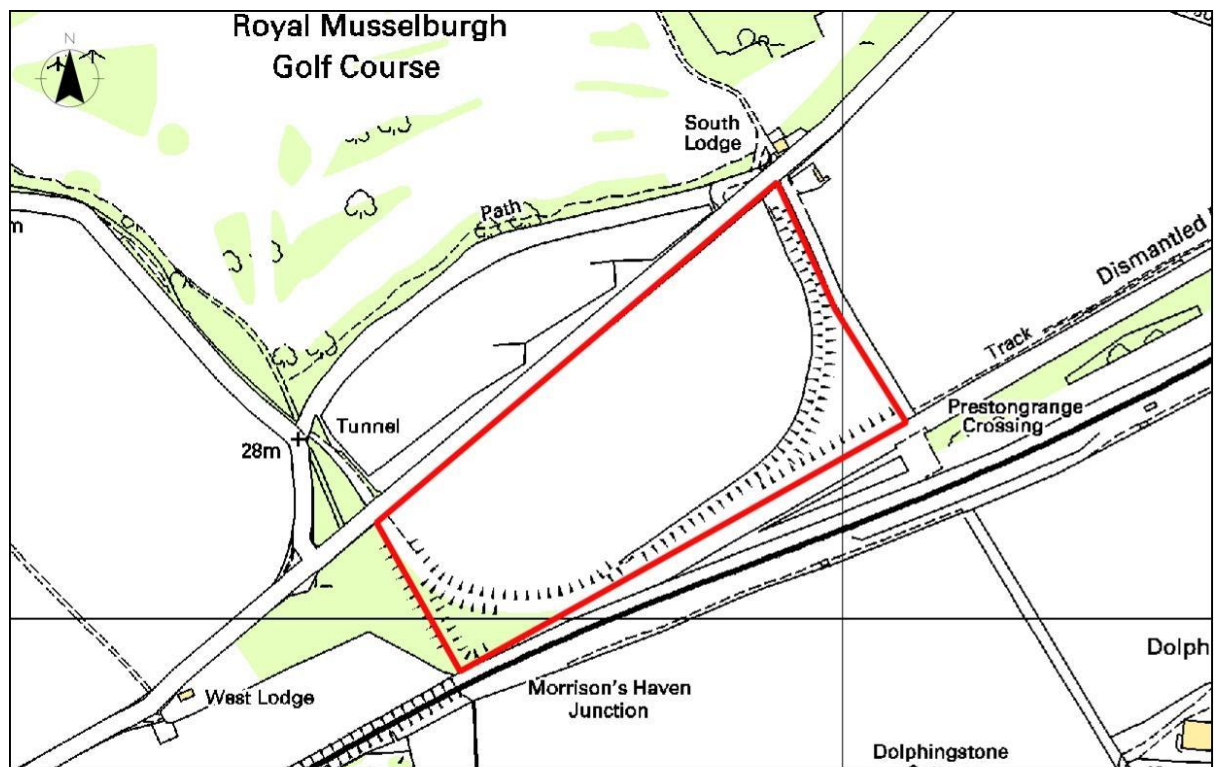 Royal Musselburgh
Golf Course
N
South
Lodge
Path
m
Dismantled
Track
Prestongrange
Crossing
Tunnel
28m
Dolph
West Lodge
Morrison's Haven
Junction
Dolphingstone